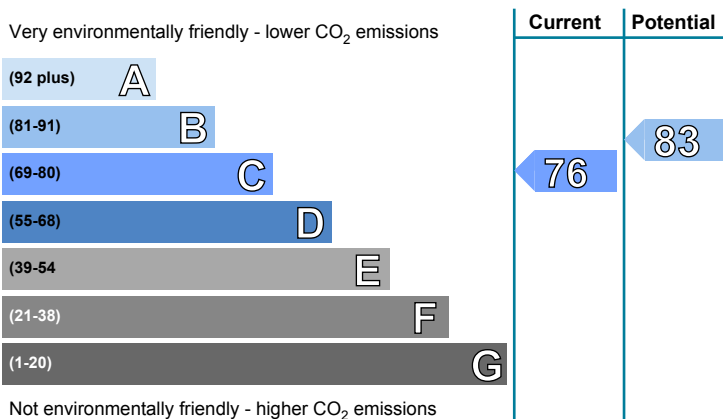 Very environmentally friendly - lower CO2 emissions
Current
Potential
(92 plus) A
(81-91) B
(69-80) C
(55-68) D
(39-54 E
(21-38) F
(1-20) G
76
83
Not environmentally friendly - higher CO2 emissions